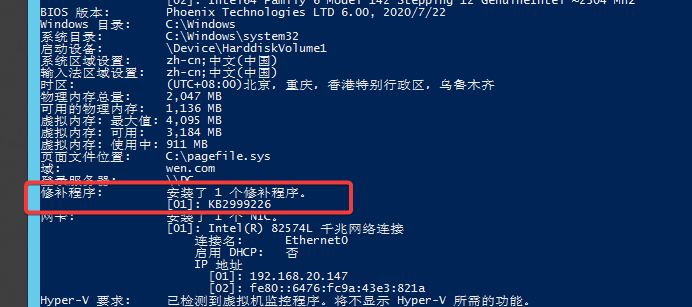 [02]: Intel64 Family 6 Model 142 Stepping 12 GenuineIntel ~2304 Mhz
BIOS 版本: Phoenix Technologies LTD 6.00, 2020/7/22
Windows 目录: C:\Windows
系统目录: C:\Windows\system32
启动设备: \Device\HarddiskVolume1
系统区域设置: zh-cn;中文(中国)
输入法区域设置: zh-cn;中文(中国)
时区: (UTC+08:00)北京，重庆，香港特别行政区，乌鲁木齐
物理内存总量: 2,047 MB
可用的物理内存: 1,136 MB
虚拟内存: 最大值: 4,095 MB
虚拟内存: 可用: 3,184 MB
虚拟内存: 使用中: 911 MB
页面文件位置: C:\pagefile.sys
域: wen.com
登录服务器: \\DC
修补程序: 安装了 1 个修补程序。
[01]: KB2999226
网卡: 安装了 1 个 NIC。
[01]: Intel(R) 82574L 千兆网络连接
连接名: Ethernet0
启用 DHCP: 否
IP 地址
[01]: 192.168.20.147
[02]: fe80::6476:fc9a:43e3:821a
Hyper-V 要求: 已检测到虚拟机监控程序。将不显示 Hyper-V 所需的功能。